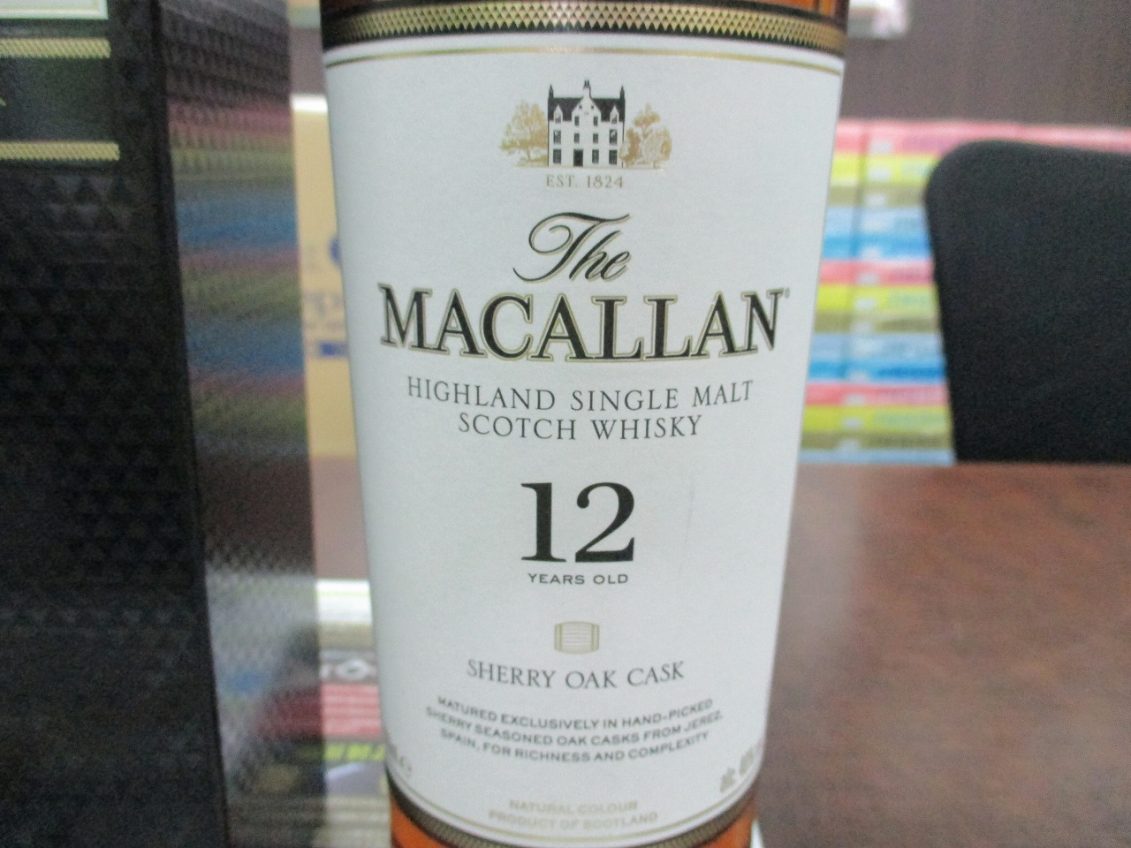 EST. 1824
The
MACALLAN
HIGHLAND SINGLE MALT
SCOTCH WHISKY
12
YEARS OLD
SHERRY OAK CASK
MATURED EXCLUSIVELY IN HAND-PICKED
SHERRY SEASONED OAK CASKS FROM JEREZ,
SPAIN, FOR RICHNESS AND COMPLEXITY
NATURAL COLOUR
PRODUCT OF SCOTLAND